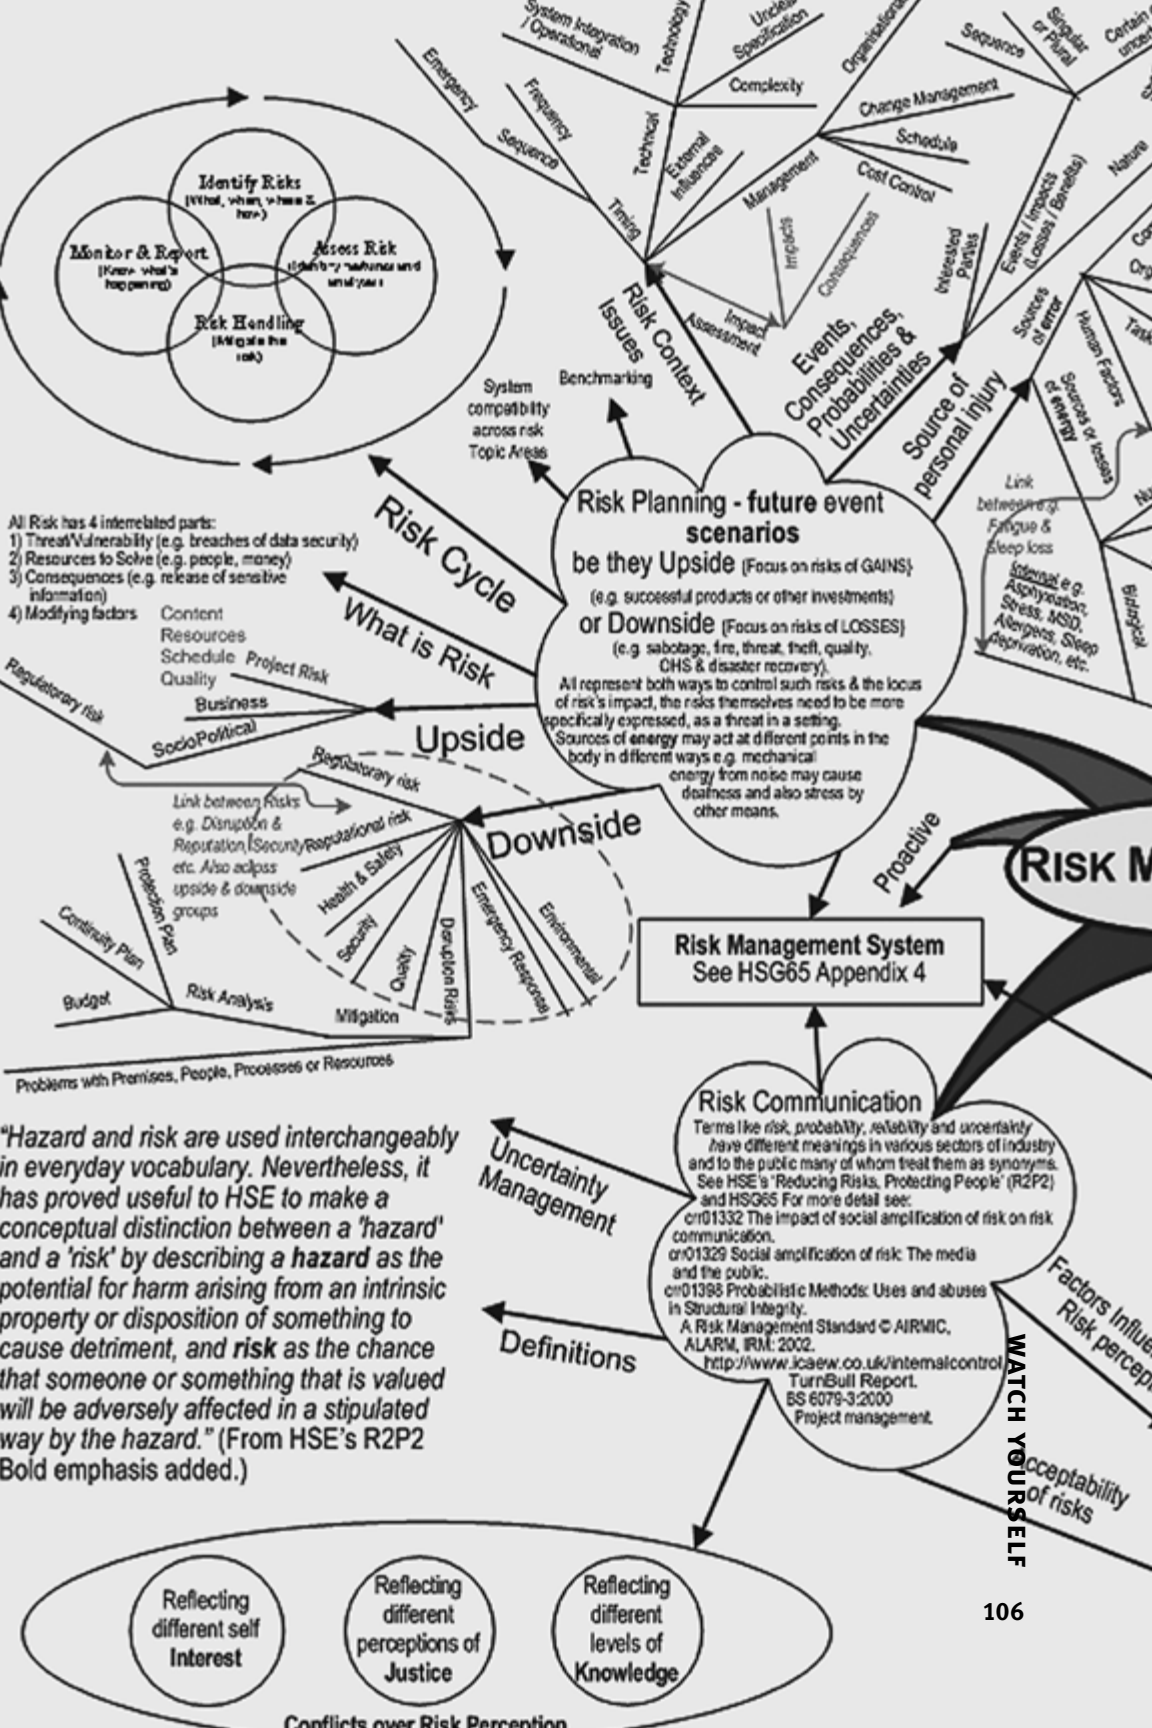 System Integration
/ Operational
Technology
Unclear
Specification
Organisational
Sequence
Singular
or Plural
Certain
Emergency
Frequency
Sequence
Timing
Technical
External
Influences
Complexity
Management
Change Management
Schedule
Cost Control
Impacts
Consequences
Impact
Assessment
Interested
Parties
Events / Impacts
(Losses / Benefits)
Nature
Sources
of error
Human Factors
Sources or losses
of energy
Biological
Identify Risks
(What, when, where &
how)
Monitor & Report
(Know what's
happening)
Assess Risk
Risk Handling
(Mitigate the
risk)
Risk Context
Issues
Benchmarking
System
compatibility
across risk
Topic Areas
Events,
Consequences,
Probabilities &
Uncertainties
Source of
personal injury
Link
between e.g.
Fatigue &
Sleep loss
Internal e.g.
Asphyxiation,
Stress, MSD,
Allergens, Sleep
deprivation, etc.
Risk Cycle
What is Risk
Upside
Downside
All Risk has 4 interrelated parts:
1) Threat/Vulnerability (e.g. breaches of data security)
2) Resources to Solve (e.g. people, money)
3) Consequences (e.g. release of sensitive
information)
4) Modifying factors
Content
Resources
Schedule
Quality
Project Risk
Business
SocioPolitical
Regulatory risk
Risk Planning - future event
scenarios
be they Upside (Focus on risks of GAINS)
(e.g. successful products or other investments)
or Downside (Focus on risks of LOSSES)
(e.g. sabotage, fire, threat, theft, quality,
OHS & disaster recovery).
All represent both ways to control such risks & the locus
of risk's impact, the risks themselves need to be more
specifically expressed, as a threat in a setting.
Sources of energy may act at different points in the
body in different ways e.g. mechanical
energy from noise may cause
deafness and also stress by
other means.
Regulatory risk
Reputational risk
Health & Safety
Security
Quality
Disruption Risks
Emergency Response
Environmental
Link between Risks
e.g. Disruption &
Reputation, Security
etc. Also across
upside & downside
groups
Protection Plan
Continuity Plan
Budget
Risk Analysis
Mitigation
Problems with Premises, People, Processes or Resources
Proactive
RISK M
Risk Management System
See HSG65 Appendix 4
Risk Communication
Terms like risk, probability, reliability and uncertainty
have different meanings in various sectors of industry
and to the public many of whom treat them as synonyms.
See HSE's 'Reducing Risks, Protecting People' (R2P2)
and HSG65 For more detail see:
crr01332 The impact of social amplification of risk on risk
communication.
crr01329 Social amplification of risk: The media
and the public.
crr01398 Probabilistic Methods: Uses and abuses
in Structural Integrity.
A Risk Management Standard © AIRMIC,
ALARM, IRM: 2002.
http://www.icaew.co.uk/internalcontrol
TurnBull Report.
BS 6079-3:2000
Project management.
Uncertainty
Management
Definitions
Factors Influe
Risk percep
Acceptability
of risks
"Hazard and risk are used interchangeably
in everyday vocabulary. Nevertheless, it
has proved useful to HSE to make a
conceptual distinction between a 'hazard'
and a 'risk' by describing a hazard as the
potential for harm arising from an intrinsic
property or disposition of something to
cause detriment, and risk as the chance
that someone or something that is valued
will be adversely affected in a stipulated
way by the hazard." (From HSE's R2P2
Bold emphasis added.)
Reflecting
different self
Interest
Reflecting
different
perceptions of
Justice
Reflecting
different
levels of
Knowledge
Conflicts over Risk Perception
WATCH YOURSELF
106